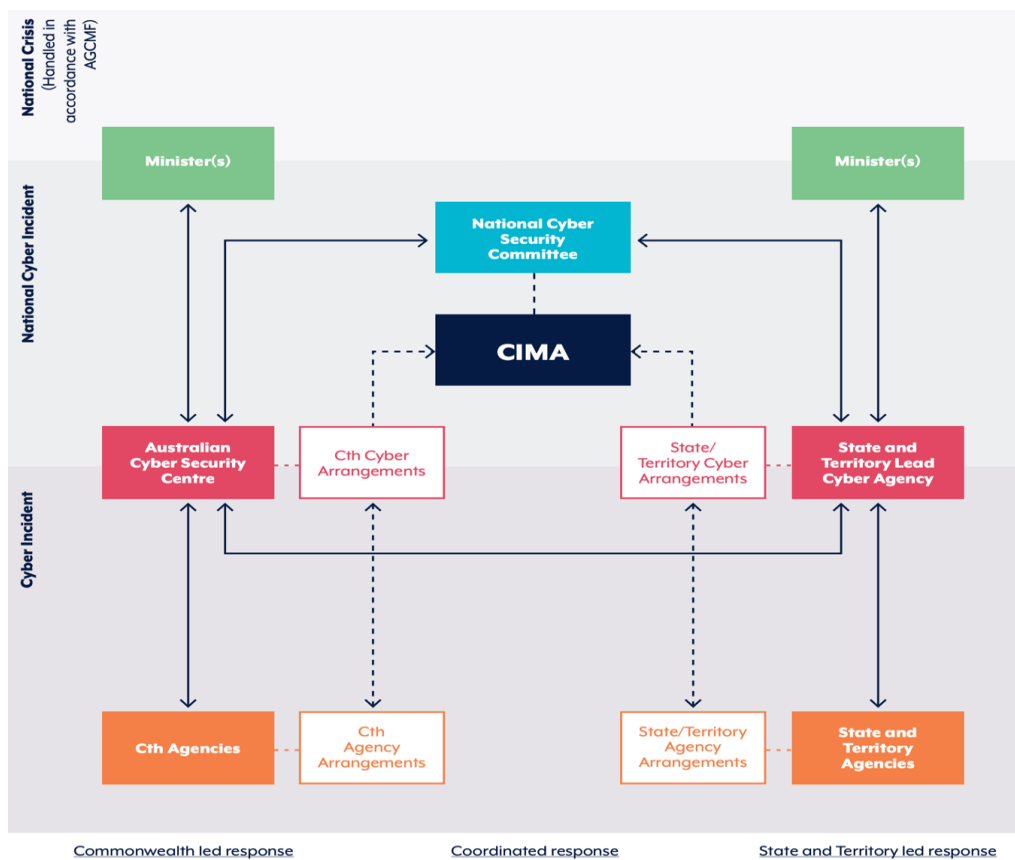 National Crisis
(Handled in
accordance with
AGCMF)
Minister(s)
Minister(s)
National Cyber Incident
National Cyber
Security
Committee
CIMA
Australian
Cyber Security
Centre
Cth Cyber
Arrangements
State/
Territory Cyber
Arrangements
State and
Territory Lead
Cyber Agency
Cyber Incident
Cth Agencies
Cth
Agency
Arrangements
State/Territory
Agency
Arrangements
State and
Territory
Agencies
Commonwealth led response
Coordinated response
State and Territory led response